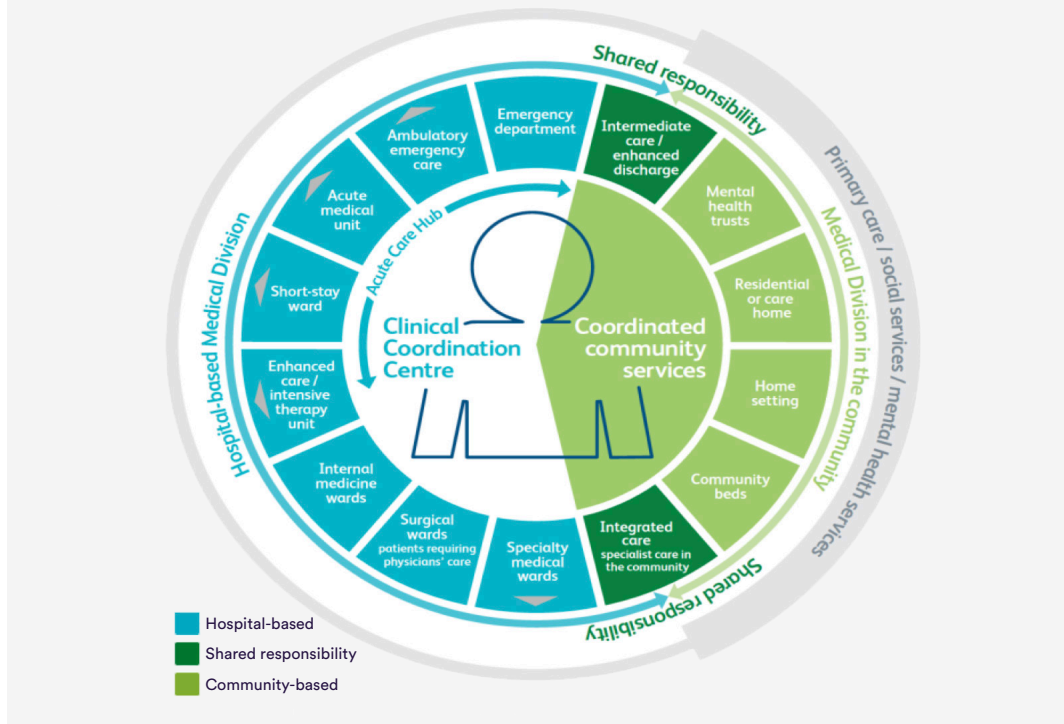 Shared responsibility
Emergency
department
Intermediate
care /
enhanced
discharge
Mental
health
trusts
Residential
or care
home
Home
setting
Community
beds
Integrated
care
specialist care in
the community
Specialty
medical
wards
Surgical
wards
patients requiring
physicians' care
Internal
medicine
wards
Enhanced
care /
intensive
therapy
unit
Short-stay
ward
Acute
medical
unit
Ambulatory
emergency
care
Hospital-based Medical Division
Acute Care Hub
Clinical
Coordination
Centre
Coordinated
community
services
Medical Division in the community
Primary care / social services / mental health services
Shared responsibility
Hospital-based
Shared responsibility
Community-based